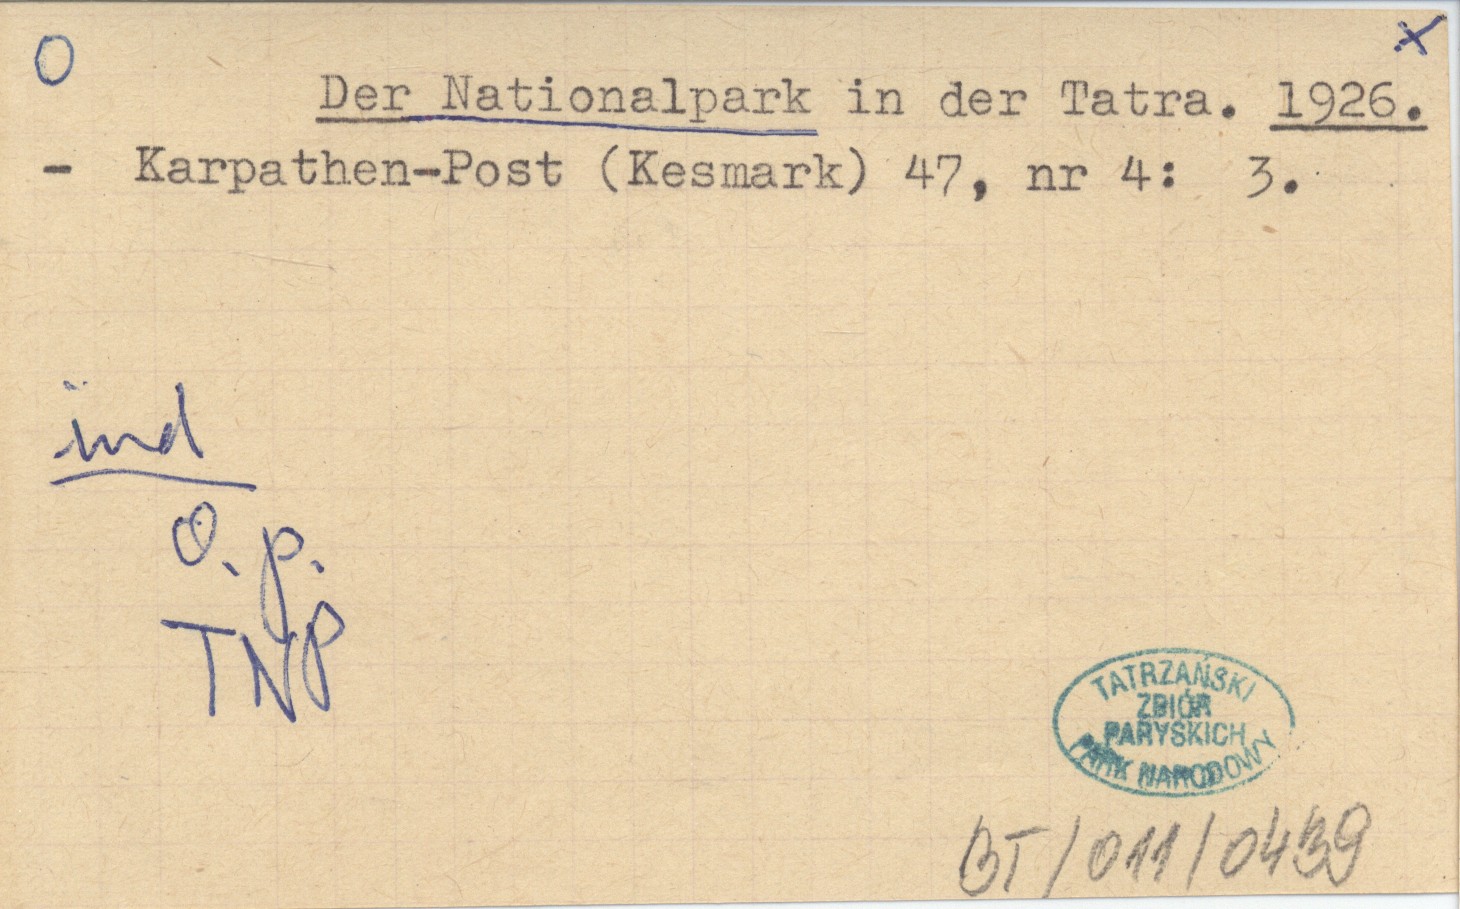 O x
Der Nationalpark in der Tatra. 1926.
- Karpathen-Post (Kesmark) 47, nr 4: 3.
ind
O. p.
TNP
TATRZAŃSKI
ZBIÓR
PARYSKICH
PARK NARODOWY
BT/011/0439